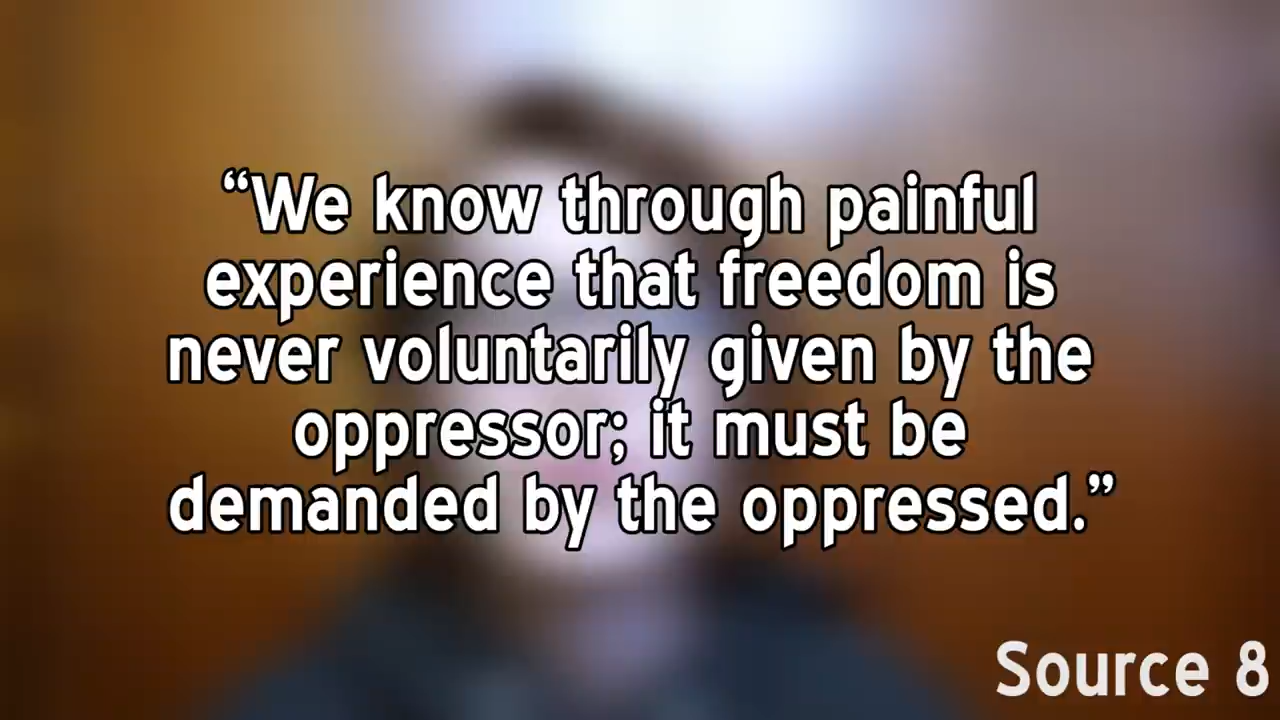 “We know through painful
experience that freedom is
never voluntarily given by the
oppressor; it must be
demanded by the oppressed.”
Source 8